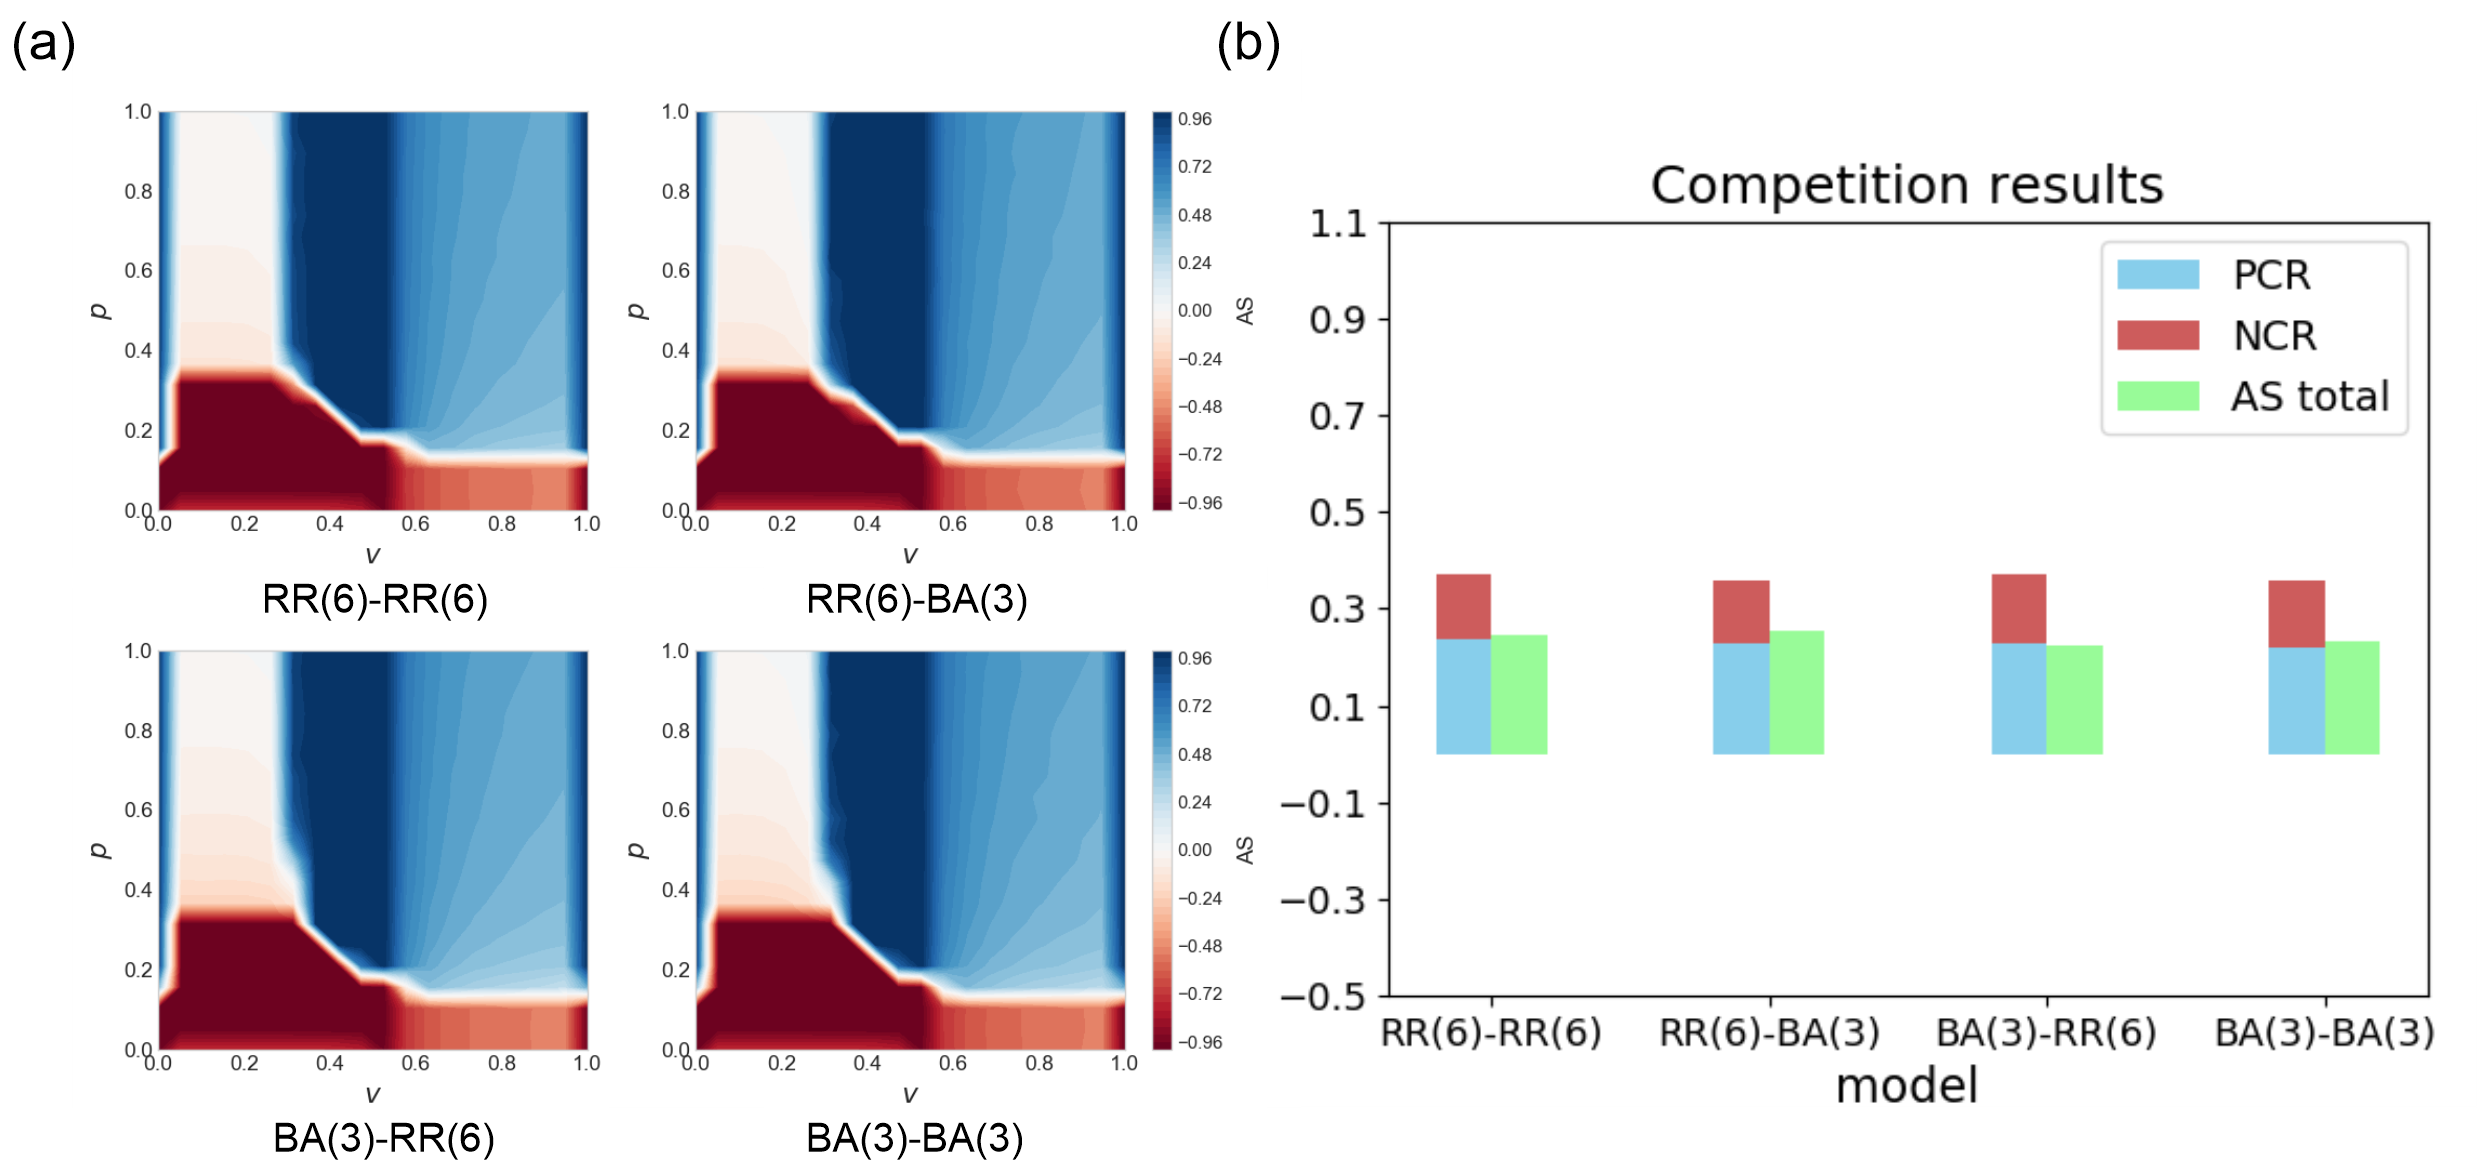 (a)
(b)
1.0
0.8
0.6
0.4
0.2
0.0
p
0.0 0.2 0.4 0.6 0.8 1.0
v
RR(6)-RR(6)
1.0
0.8
0.6
0.4
0.2
0.0
p
0.0 0.2 0.4 0.6 0.8 1.0
v
RR(6)-BA(3)
0.96
0.72
0.48
0.24
0.00
−0.24
−0.48
−0.72
−0.96
AS
1.0
0.8
0.6
0.4
0.2
0.0
p
0.0 0.2 0.4 0.6 0.8 1.0
v
BA(3)-RR(6)
1.0
0.8
0.6
0.4
0.2
0.0
p
0.0 0.2 0.4 0.6 0.8 1.0
v
BA(3)-BA(3)
0.96
0.72
0.48
0.24
0.00
−0.24
−0.48
−0.72
−0.96
AS
Competition results
1.1
0.9
0.7
0.5
0.3
0.1
−0.1
−0.3
−0.5
PCR
NCR
AS total
RR(6)-RR(6) RR(6)-BA(3) BA(3)-RR(6) BA(3)-BA(3)
model